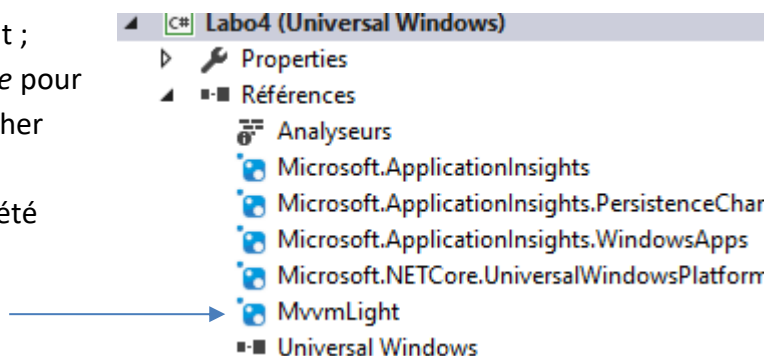 t ;
e pour
her
été
C# Labo4 (Universal Windows)
Properties
Références
Analyseurs
Microsoft.ApplicationInsights
Microsoft.ApplicationInsights.PersistenceChar
Microsoft.ApplicationInsights.WindowsApps
Microsoft.NETCore.UniversalWindowsPlatform
MvvmLight
Universal Windows